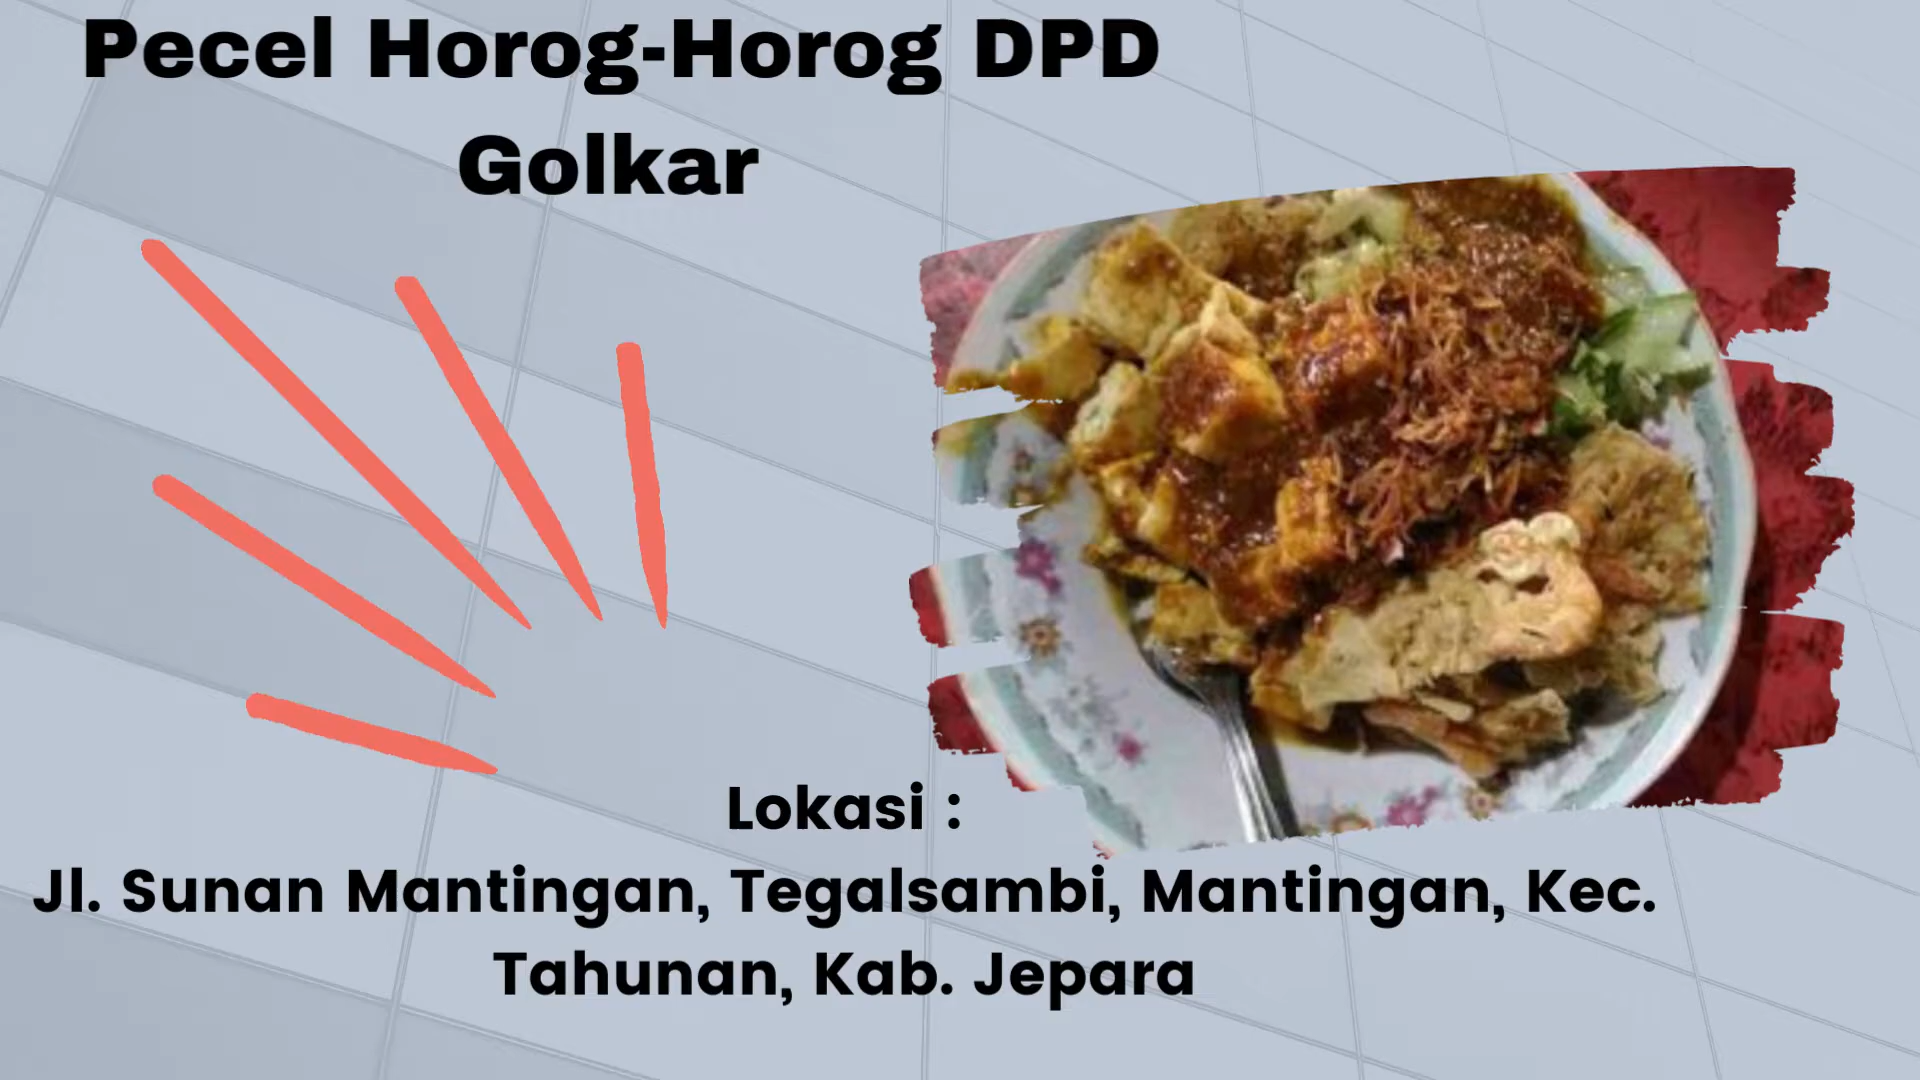 Pecel Horog-Horog DPD
Golkar
Lokasi :
Jl. Sunan Mantingan, Tegalsambi, Mantingan, Kec.
Tahunan, Kab. Jepara